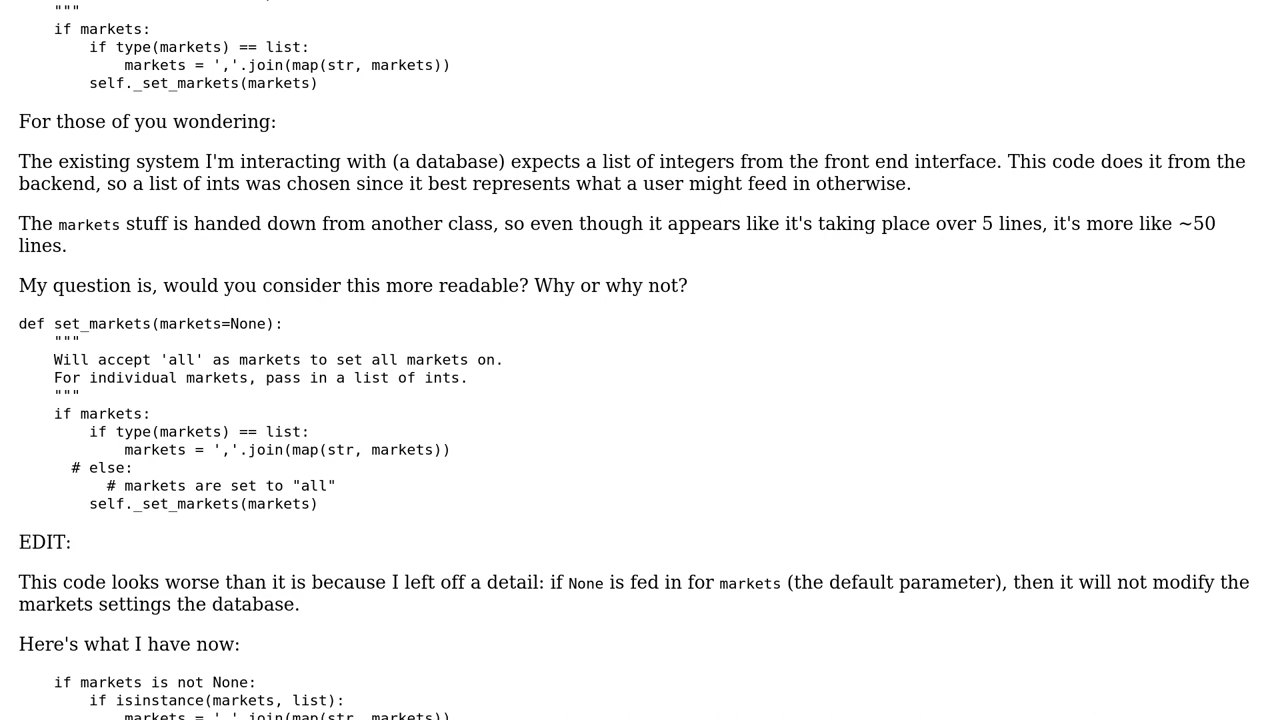 """
    if markets:
        if type(markets) == list:
            markets = ','.join(map(str, markets))
        self._set_markets(markets)
For those of you wondering:
The existing system I'm interacting with (a database) expects a list of integers from the front end interface. This code does it from the
backend, so a list of ints was chosen since it best represents what a user might feed in otherwise.
The markets stuff is handed down from another class, so even though it appears like it's taking place over 5 lines, it's more like ~50
lines.
My question is, would you consider this more readable? Why or why not?
def set_markets(markets=None):
    """
    Will accept 'all' as markets to set all markets on.
    For individual markets, pass in a list of ints.
    """
    if markets:
        if type(markets) == list:
            markets = ','.join(map(str, markets))
      # else:
          # markets are set to "all"
        self._set_markets(markets)
EDIT:
This code looks worse than it is because I left off a detail: if None is fed in for markets (the default parameter), then it will not modify the
markets settings the database.
Here's what I have now:
    if markets is not None:
        if isinstance(markets, list):
            markets = ','.join(map(str, markets))